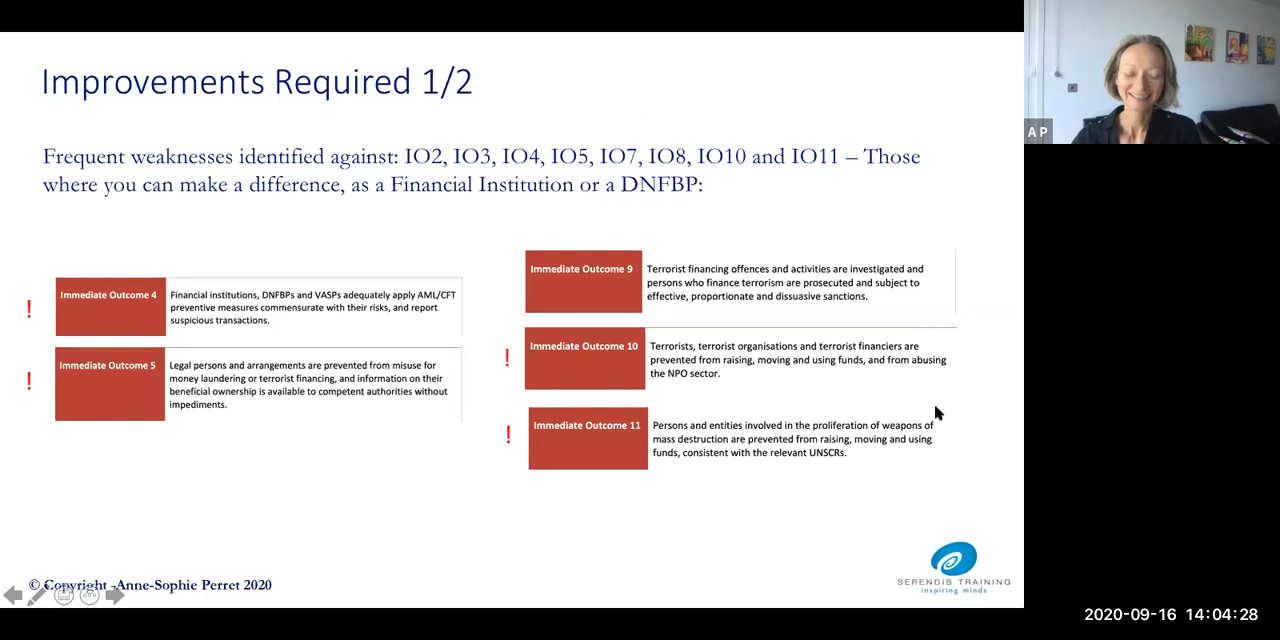 Improvements Required 1/2
Frequent weaknesses identified against: IO2, IO3, IO4, IO5, IO7, IO8, IO10 and IO11 – Those
where you can make a difference, as a Financial Institution or a DNFBP:
! Immediate Outcome 4
Financial institutions, DNFBPs and VASPs adequately apply AML/CFT
preventive measures commensurate with their risks, and report
suspicious transactions.
! Immediate Outcome 5
Legal persons and arrangements are prevented from misuse for
money laundering or terrorist financing, and information on their
beneficial ownership is available to competent authorities without
impediments.
Immediate Outcome 9
Terrorist financing offences and activities are investigated and
persons who finance terrorism are prosecuted and subject to
effective, proportionate and dissuasive sanctions.
! Immediate Outcome 10
Terrorists, terrorist organisations and terrorist financiers are
prevented from raising, moving and using funds, and from abusing
the NPO sector.
! Immediate Outcome 11
Persons and entities involved in the proliferation of weapons of
mass destruction are prevented from raising, moving and using
funds, consistent with the relevant UNSCRs.
© Copyright -Anne-Sophie Perret 2020
SERENDIB TRAINING
inspiring minds
AP
2020-09-16 14:04:28